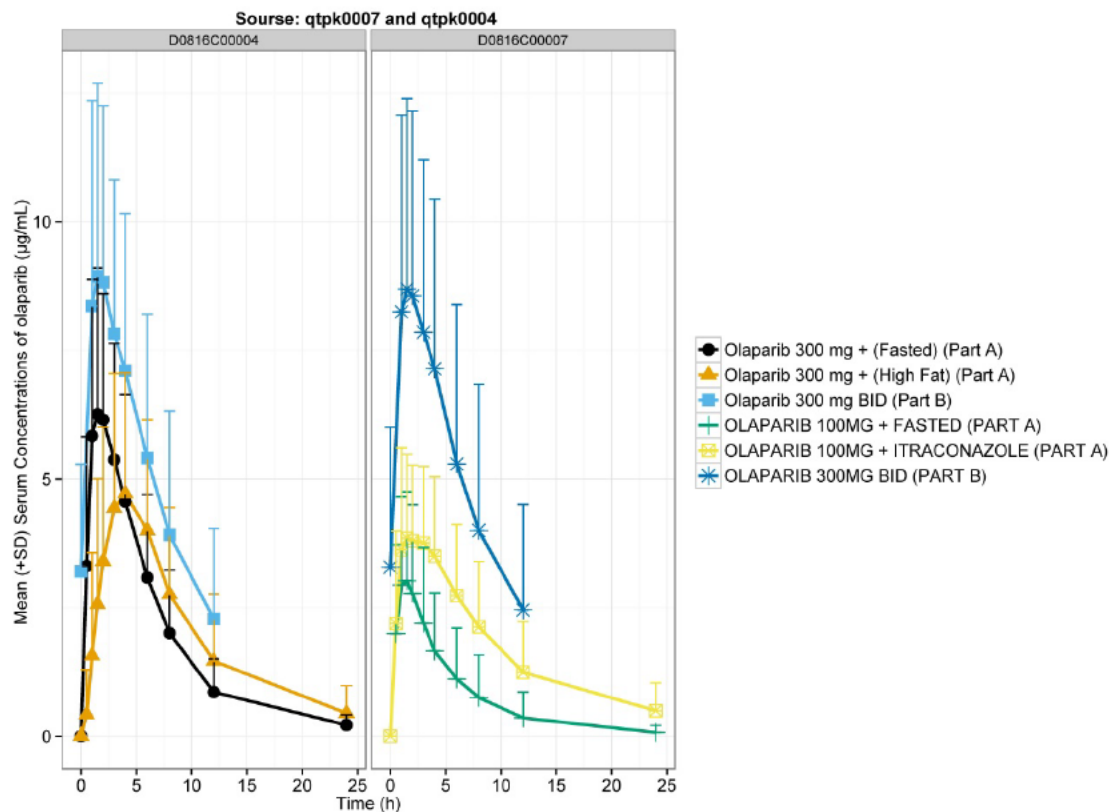 Sourse: qtpk0007 and qtpk0004
D0816C00004
D0816C00007
Mean (+SD) Serum Concentrations of olaparib (µg/mL)
10
5
0
0 5 10 15 20 25
0 5 10 15 20 25
Time (h)
Olaparib 300 mg + (Fasted) (Part A)
Olaparib 300 mg + (High Fat) (Part A)
Olaparib 300 mg BID (Part B)
OLAPARIB 100MG + FASTED (PART A)
OLAPARIB 100MG + ITRACONAZOLE (PART A)
OLAPARIB 300MG BID (PART B)